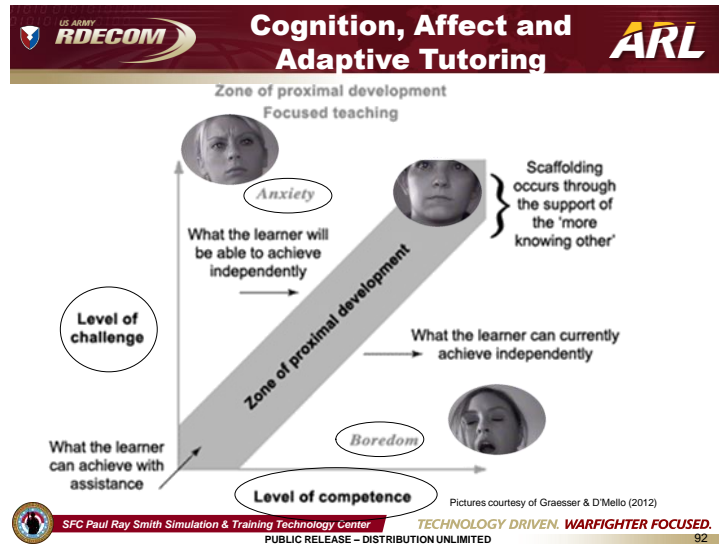 US ARMY
RDECOM
Cognition, Affect and
Adaptive Tutoring
ARL
Zone of proximal development
Focused teaching
Anxiety
Scaffolding
occurs through
the support of
the ‘more
knowing other’
What the learner will
be able to achieve
independently
Zone of proximal development
Level of
challenge
What the learner can currently
achieve independently
Boredom
What the learner
can achieve with
assistance
Level of competence
Pictures courtesy of Graesser & D’Mello (2012)
SFC Paul Ray Smith Simulation & Training Technology Center
TECHNOLOGY DRIVEN. WARFIGHTER FOCUSED.
PUBLIC RELEASE – DISTRIBUTION UNLIMITED
92